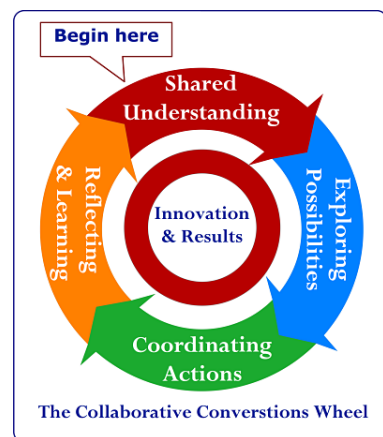 Begin here
Shared
Understanding
Exploring
Possibilities
Innovation
& Results
Coordinating
Actions
Reflecting
& Learning
The Collaborative Converstions Wheel